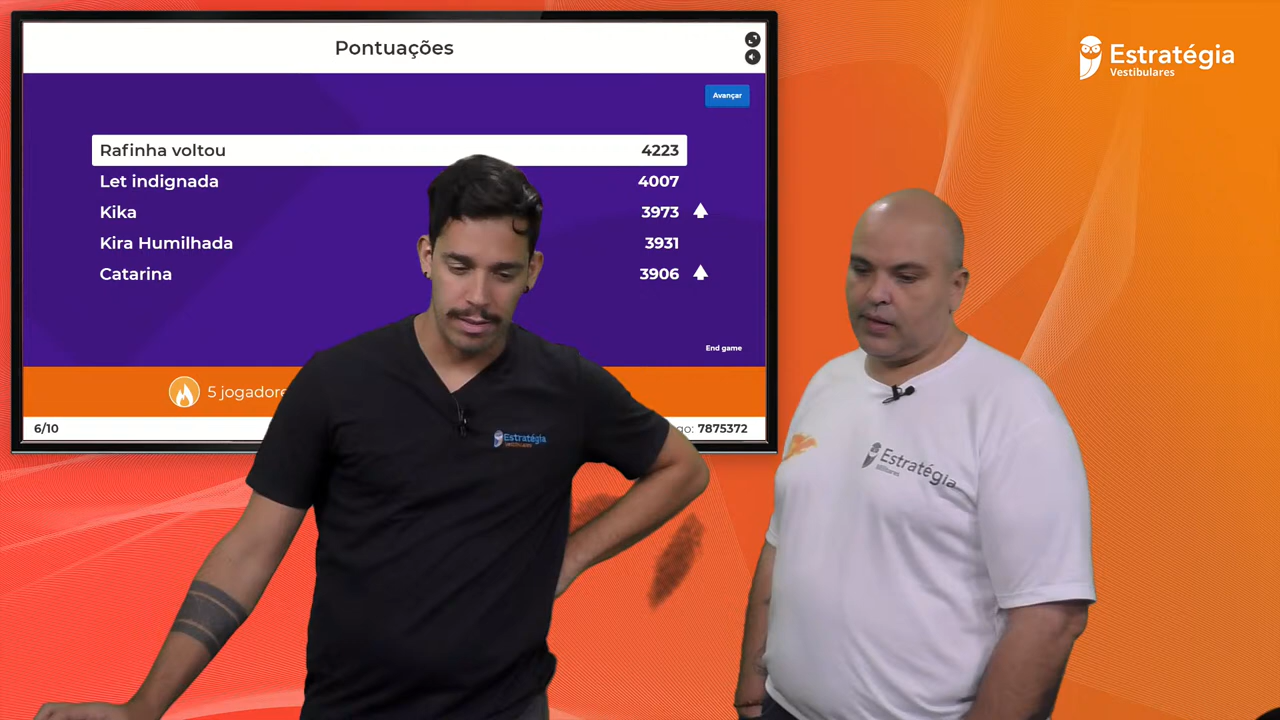 Pontuações
Estratégia
Vestibulares
Avançar
Rafinha voltou 4223
Let indignada 4007
Kika 3973
Kira Humilhada 3931
Catarina 3906
End game
5 jogadore
6/10
go: 7875372
Estratégia
Estratégia